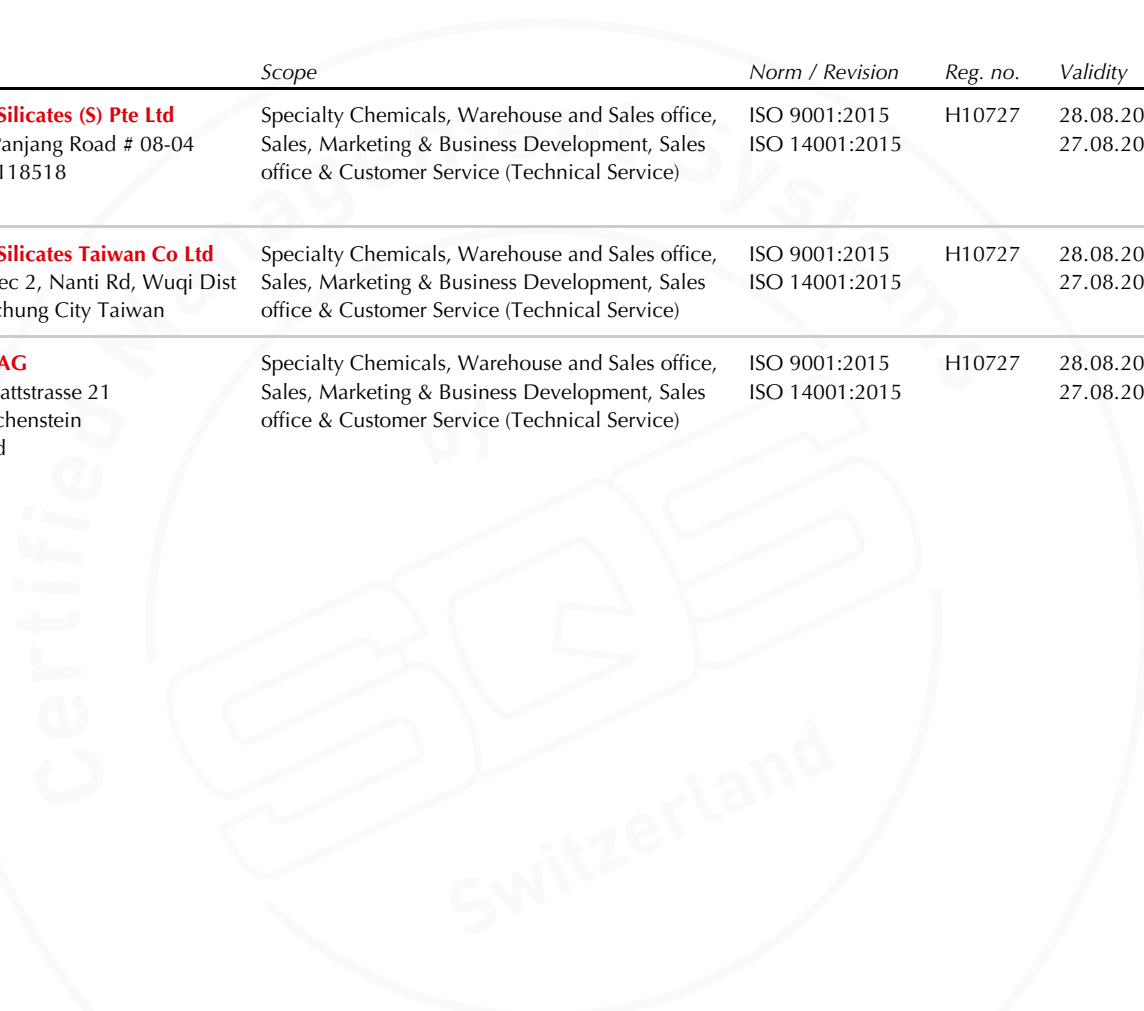 Scope Norm / Revision Reg. no. Validity
Silicates (S) Pte Ltd Specialty Chemicals, Warehouse and Sales office, ISO 9001:2015 H10727 28.08.20
Panjang Road # 08-04 Sales, Marketing & Business Development, Sales ISO 14001:2015 27.08.20
118518 office & Customer Service (Technical Service)
Silicates Taiwan Co Ltd Specialty Chemicals, Warehouse and Sales office, ISO 9001:2015 H10727 28.08.20
ec 2, Nanti Rd, Wuqi Dist Sales, Marketing & Business Development, Sales ISO 14001:2015 27.08.20
chung City Taiwan office & Customer Service (Technical Service)
AG Specialty Chemicals, Warehouse and Sales office, ISO 9001:2015 H10727 28.08.20
attstrasse 21 Sales, Marketing & Business Development, Sales ISO 14001:2015 27.08.20
chenstein office & Customer Service (Technical Service)
d
Certified Management Systems
by
SQS
Switzerland